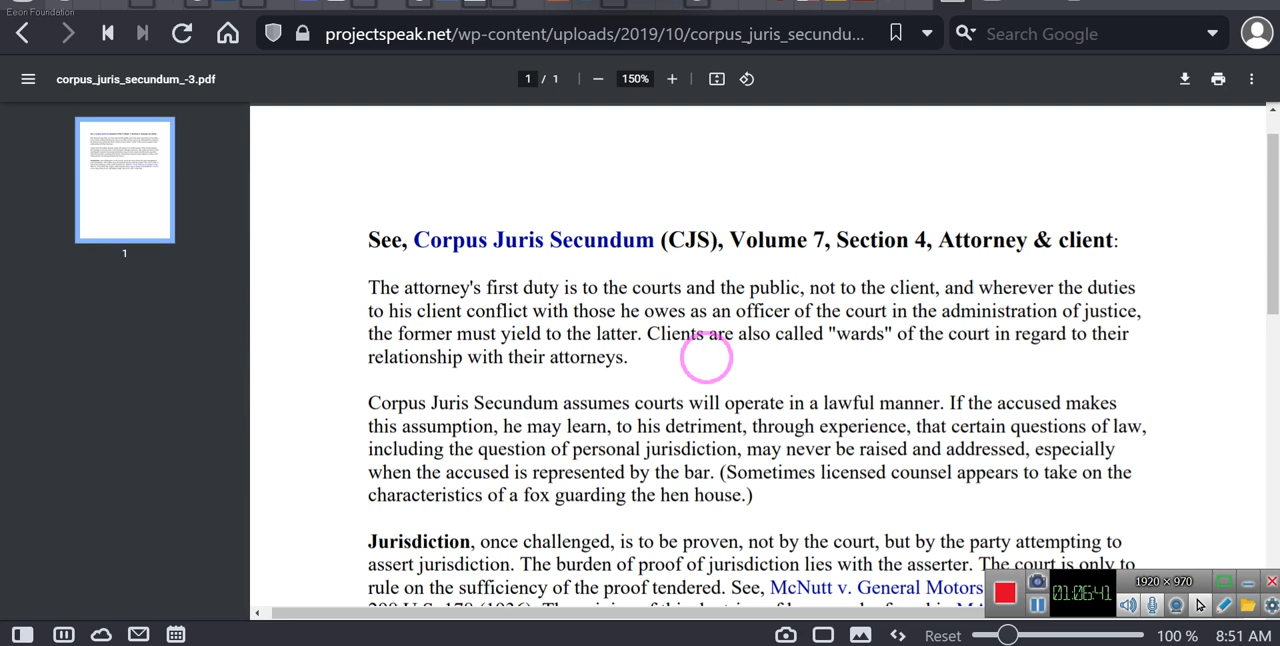 Eeon Foundation
projectspeak.net/wp-content/uploads/2019/10/corpus_juris_secundu...
Search Google
corpus_juris_secundum_-3.pdf
1 / 1
150%
1
See, Corpus Juris Secundum (CJS), Volume 7, Section 4, Attorney & client:
The attorney's first duty is to the courts and the public, not to the client, and wherever the duties
to his client conflict with those he owes as an officer of the court in the administration of justice,
the former must yield to the latter. Clients are also called "wards" of the court in regard to their
relationship with their attorneys.
Corpus Juris Secundum assumes courts will operate in a lawful manner. If the accused makes
this assumption, he may learn, to his detriment, through experience, that certain questions of law,
including the question of personal jurisdiction, may never be raised and addressed, especially
when the accused is represented by the bar. (Sometimes licensed counsel appears to take on the
characteristics of a fox guarding the hen house.)
Jurisdiction, once challenged, is to be proven, not by the court, but by the party attempting to
assert jurisdiction. The burden of proof of jurisdiction lies with the asserter. The court is only to
rule on the sufficiency of the proof tendered. See, McNutt v. General Motors
1920 × 970
01:06:41
Reset
100 %
8:51 AM